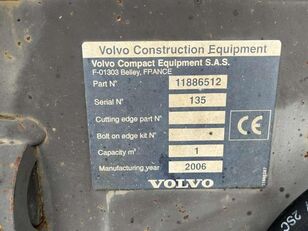 Volvo Construction Equipment
Volvo Compact Equipment S.A.S.
F-01303 Belley, FRANCE
Part N° 11886512
Serial N° 135
Cutting edge part N°
Bolt on edge kit N°
Capacity m³ 1
Manufacturing year 2006
CE
VOLVO
2SC